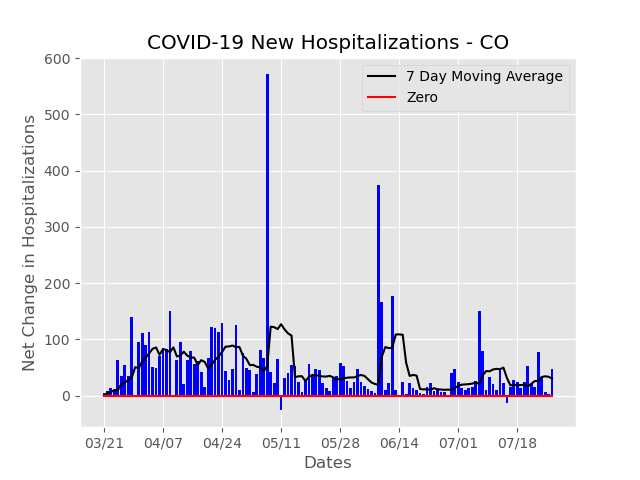 COVID-19 New Hospitalizations - CO
7 Day Moving Average
Zero
Net Change in Hospitalizations
600
500
400
300
200
100
0
03/21 04/07 04/24 05/11 05/28 06/14 07/01 07/18
Dates